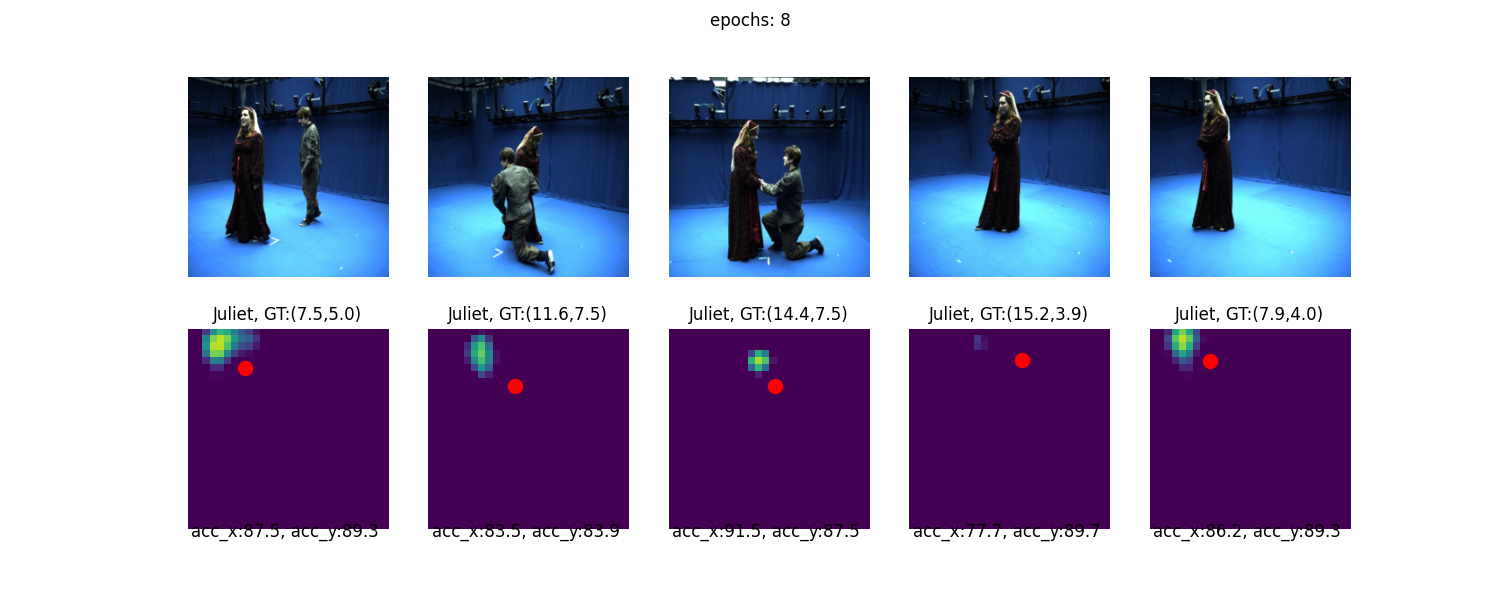 epochs: 8
Juliet, GT:(7.5,5.0)
Juliet, GT:(11.6,7.5)
Juliet, GT:(14.4,7.5)
Juliet, GT:(15.2,3.9)
Juliet, GT:(7.9,4.0)
acc_x:87.5, acc_y:89.3
acc_x:83.5, acc_y:83.9
acc_x:91.5, acc_y:87.5
acc_x:77.7, acc_y:89.7
acc_x:86.2, acc_y:89.3